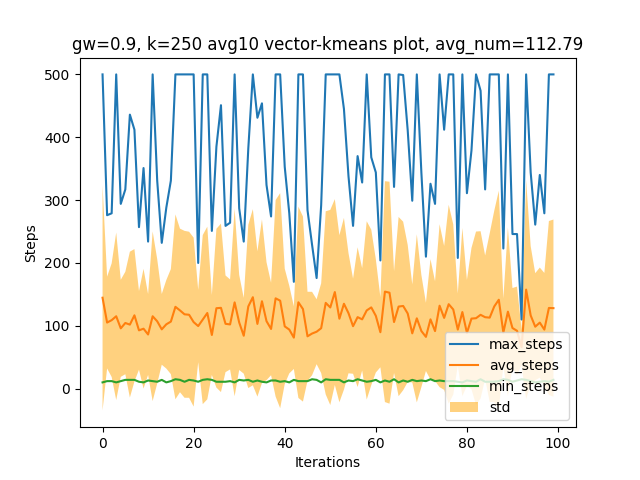 gw=0.9, k=250 avg10 vector-kmeans plot, avg_num=112.79
500
400
300
200
100
0
Steps
0 20 40 60 80 100
Iterations
max_steps
avg_steps
min_steps
std